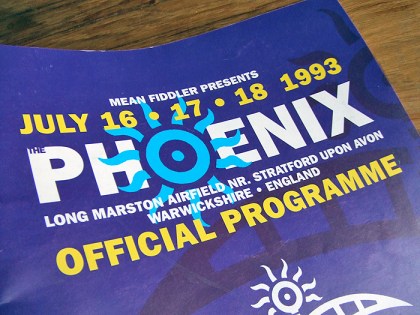 MEAN FIDDLER PRESENTS
JULY 16 • 17 • 18 1993
THE
PHOENIX
LONG MARSTON AIRFIELD NR. STRATFORD UPON AVON
WARWICKSHIRE • ENGLAND
OFFICIAL PROGRAMME